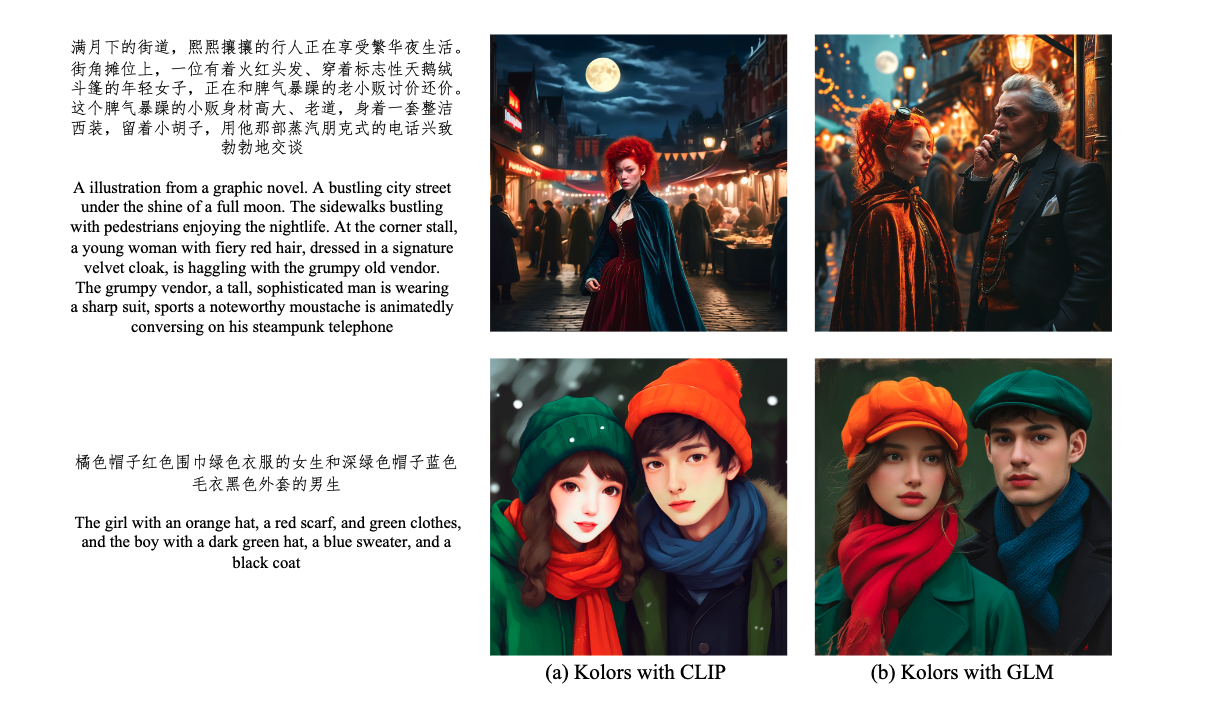 满月下的街道，熙熙攘攘的行人正在享受繁华夜生活。
街角摊位上，一位有着火红头发、穿着标志性天鹅绒
斗篷的年轻女子，正在和脾气暴躁的老小贩讨价还价。
这个脾气暴躁的小贩身材高大、老道，身着一套整洁
西装，留着小胡子，用他那部蒸汽朋克式的电话兴致
勃勃地交谈
A illustration from a graphic novel. A bustling city street
under the shine of a full moon. The sidewalks bustling
with pedestrians enjoying the nightlife. At the corner stall,
a young woman with fiery red hair, dressed in a signature
velvet cloak, is haggling with the grumpy old vendor.
The grumpy vendor, a tall, sophisticated man is wearing
a sharp suit, sports a noteworthy moustache is animatedly
conversing on his steampunk telephone
橘色帽子红色围巾绿色衣服的女生和深绿色帽子蓝色
毛衣黑色外套的男生
The girl with an orange hat, a red scarf, and green clothes,
and the boy with a dark green hat, a blue sweater, and a
black coat
(a) Kolors with CLIP
(b) Kolors with GLM